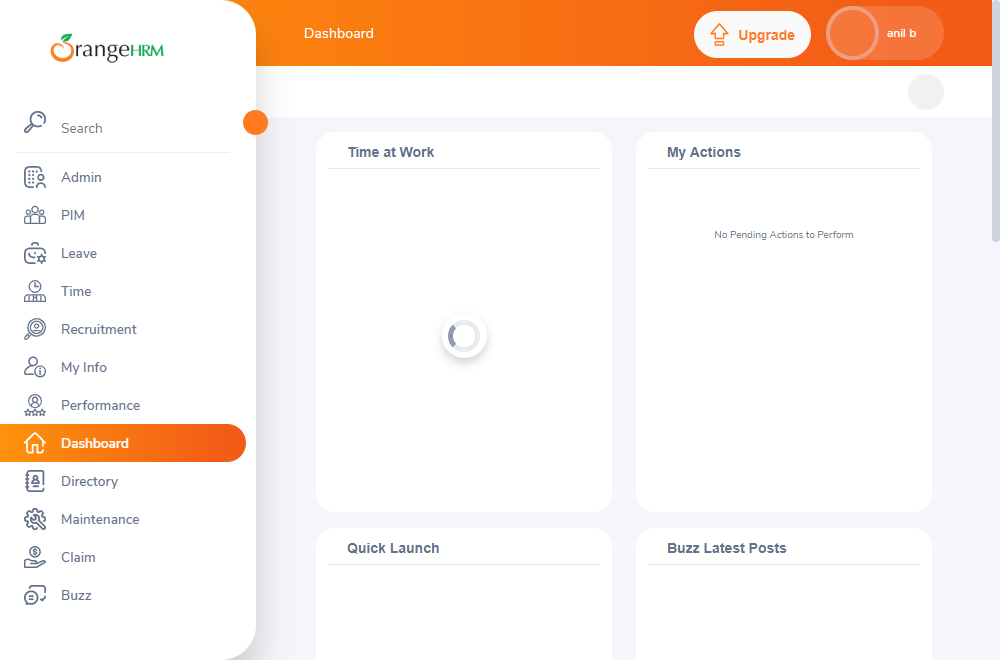 OrangeHRM
Dashboard
Upgrade
anil b
Search
Admin
PIM
Leave
Time
Recruitment
My Info
Performance
Dashboard
Directory
Maintenance
Claim
Buzz
Time at Work
My Actions
No Pending Actions to Perform
Quick Launch
Buzz Latest Posts